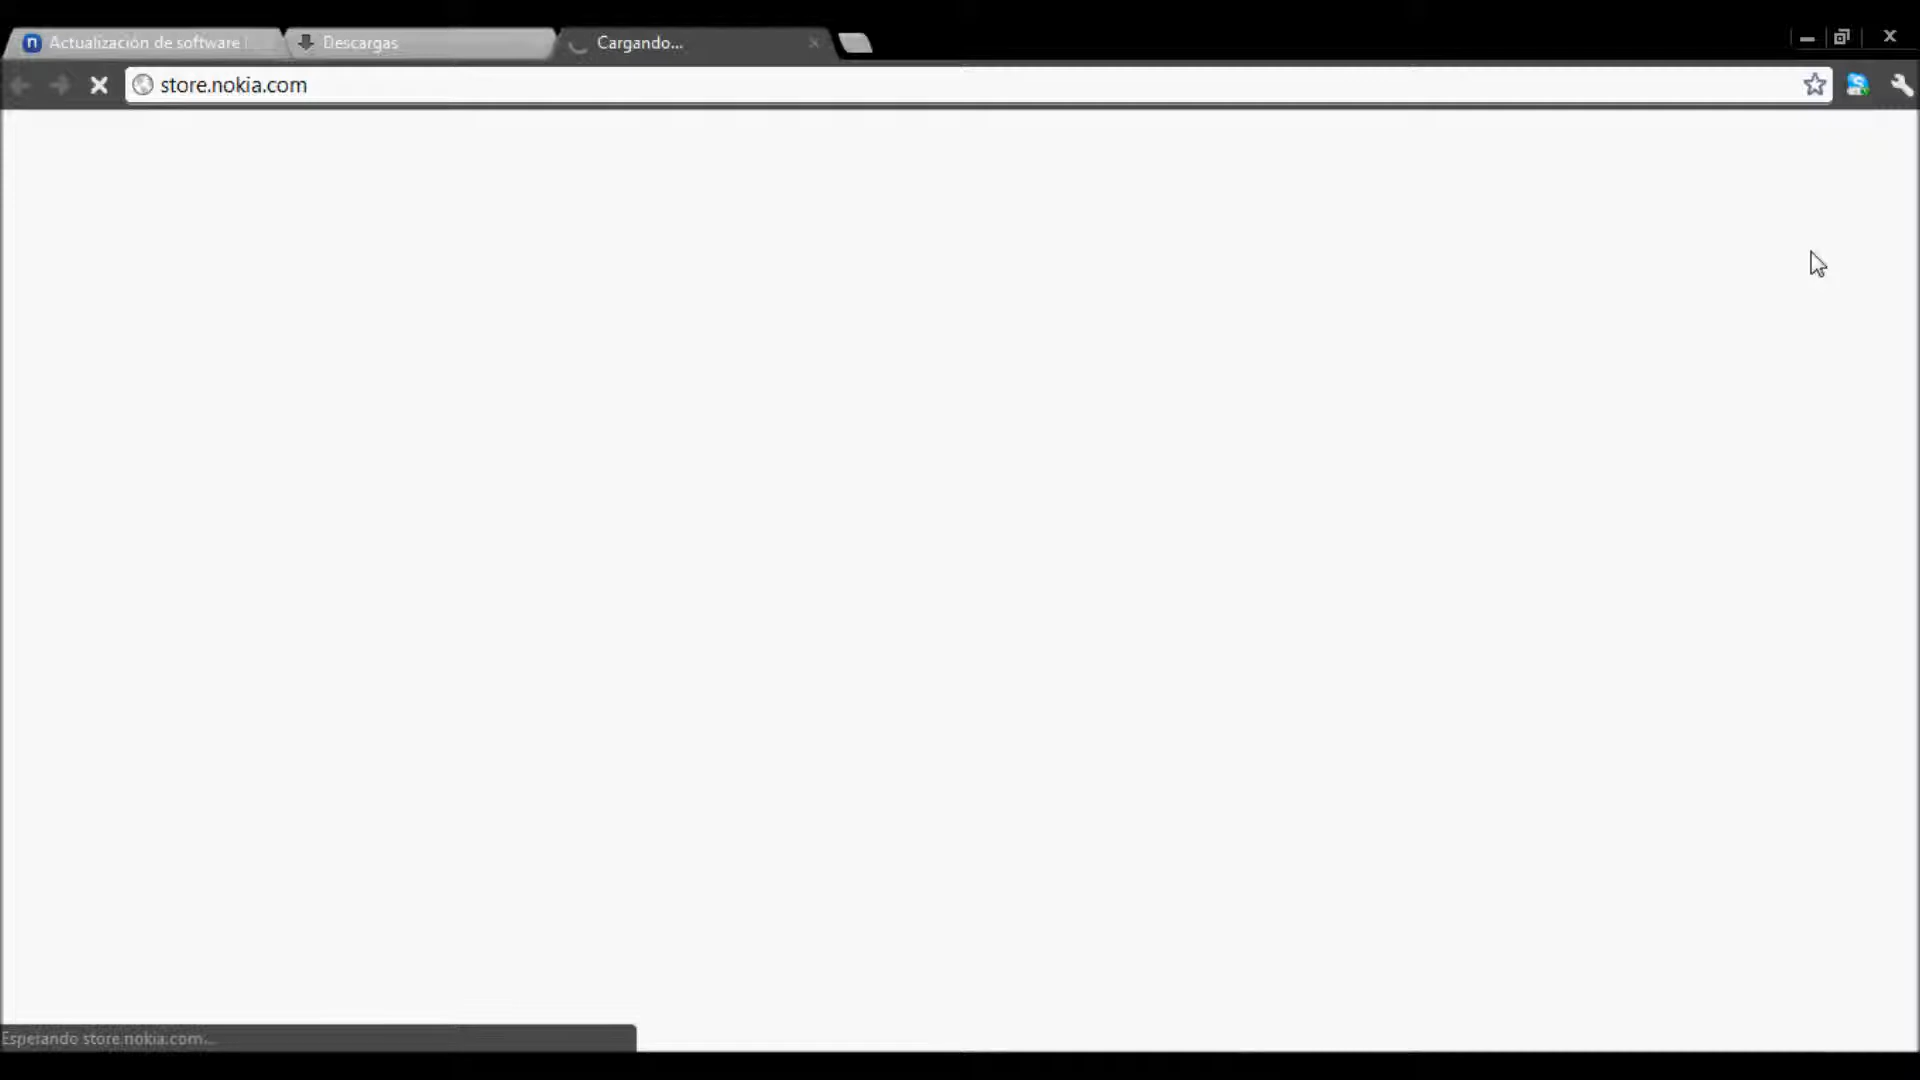 Actualización de software
Descargas
Cargando...
store.nokia.com
Esperando store.nokia.com...